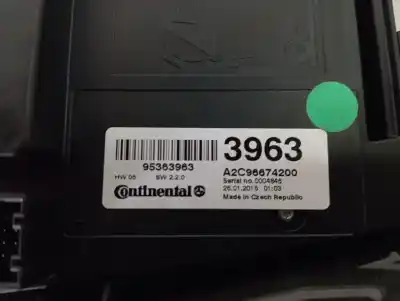 3963
95363963
A2C96674200
HW 05 SW 2.2.0
Serial no. 0004845
26.01.2015 01:03
Continental
Made in Czech Republic